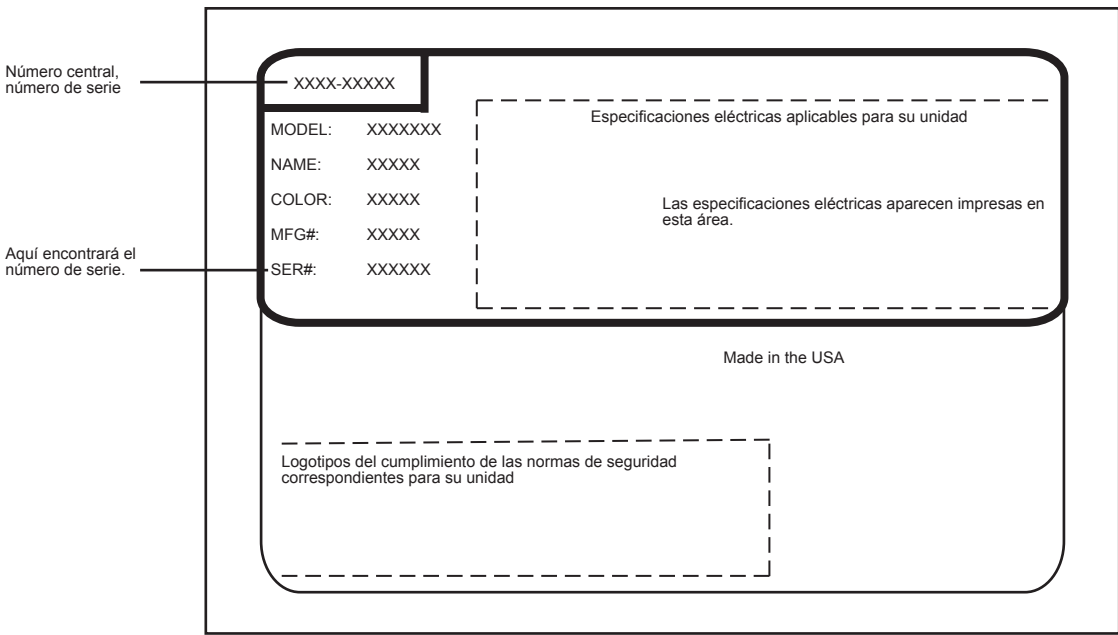 Número central,
número de serie
XXXX-XXXXX
MODEL: XXXXXXX
NAME: XXXXX
COLOR: XXXXX
MFG#: XXXXX
Aquí encontrará el
número de serie.
SER#: XXXXXX
Especificaciones eléctricas aplicables para su unidad
Las especificaciones eléctricas aparecen impresas en
esta área.
Made in the USA
Logotipos del cumplimiento de las normas de seguridad
correspondientes para su unidad